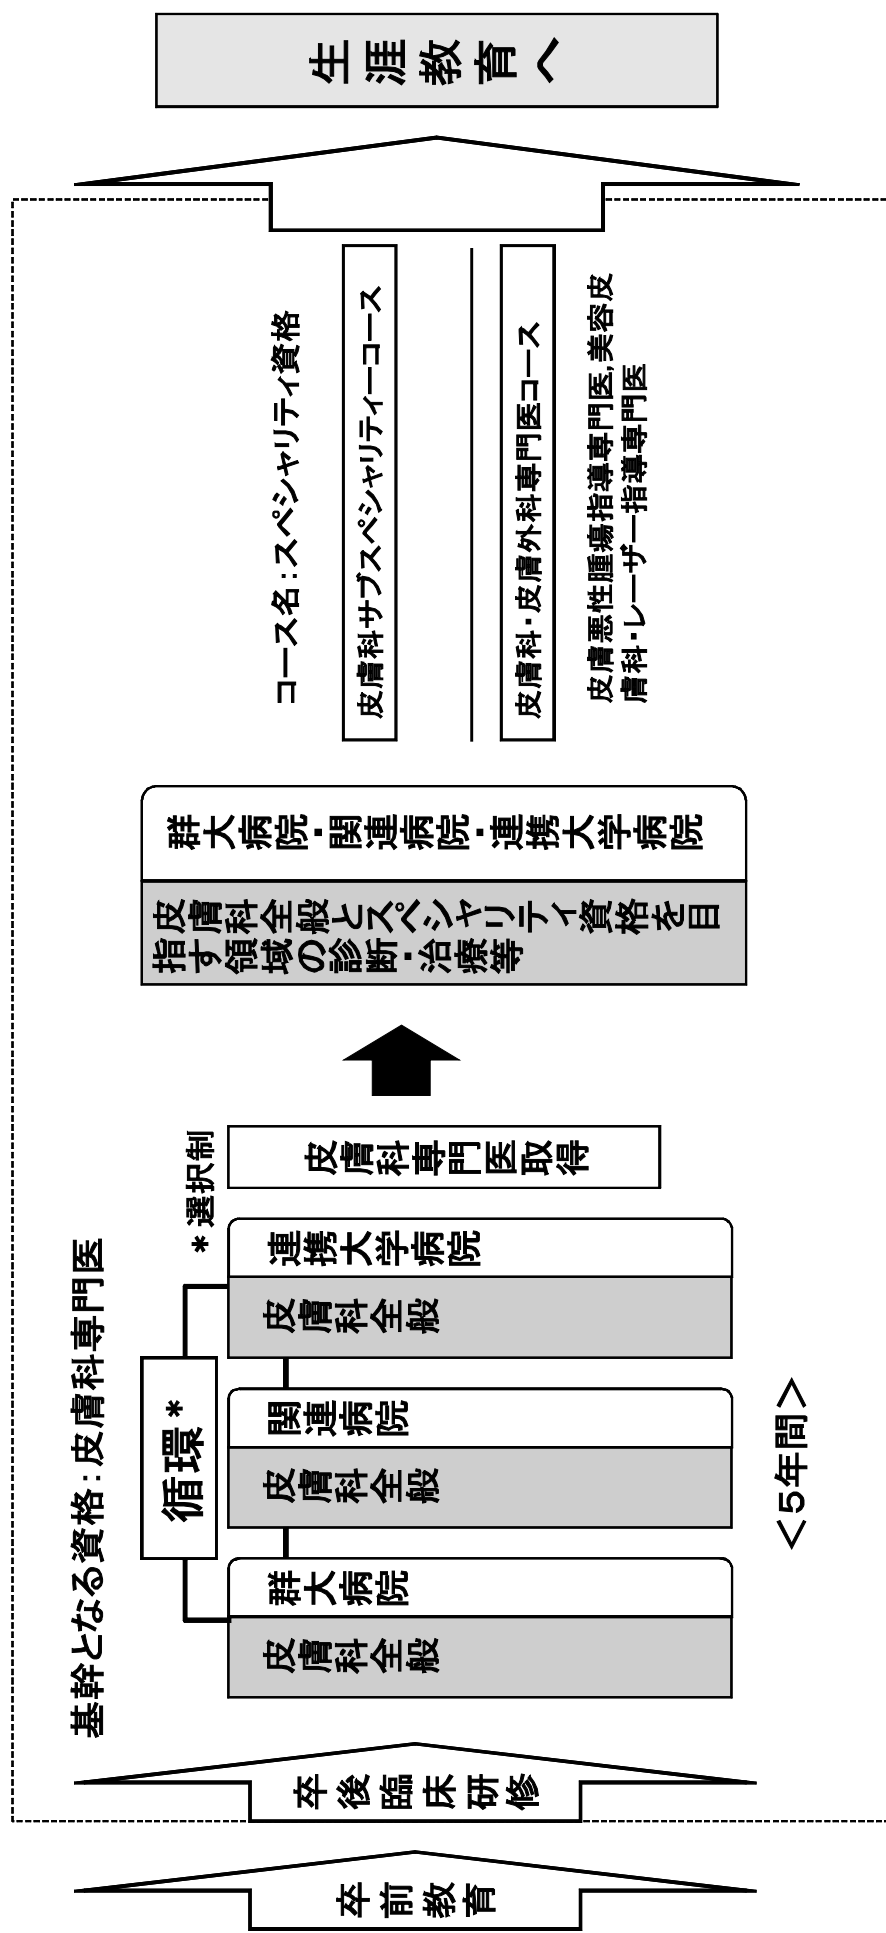 卒前教育
卒後臨床研修
基幹となる資格：皮膚科専門医
循環*
*選択制
群大病院
皮膚科全般
関連病院
皮膚科全般
連携大学病院
皮膚科全般
＜5年間＞
皮膚科専門医取得
群大病院・関連病院・連携大学病院
皮膚科全般とスペシャリティ資格を目
指す領域の診断・治療等
コース名：スペシャリティ資格
皮膚科サブスペシャリティーコース
皮膚科・皮膚外科専門医コース
皮膚悪性腫瘍指導専門医,美容皮
膚科・レーザー指導専門医
生涯教育へ